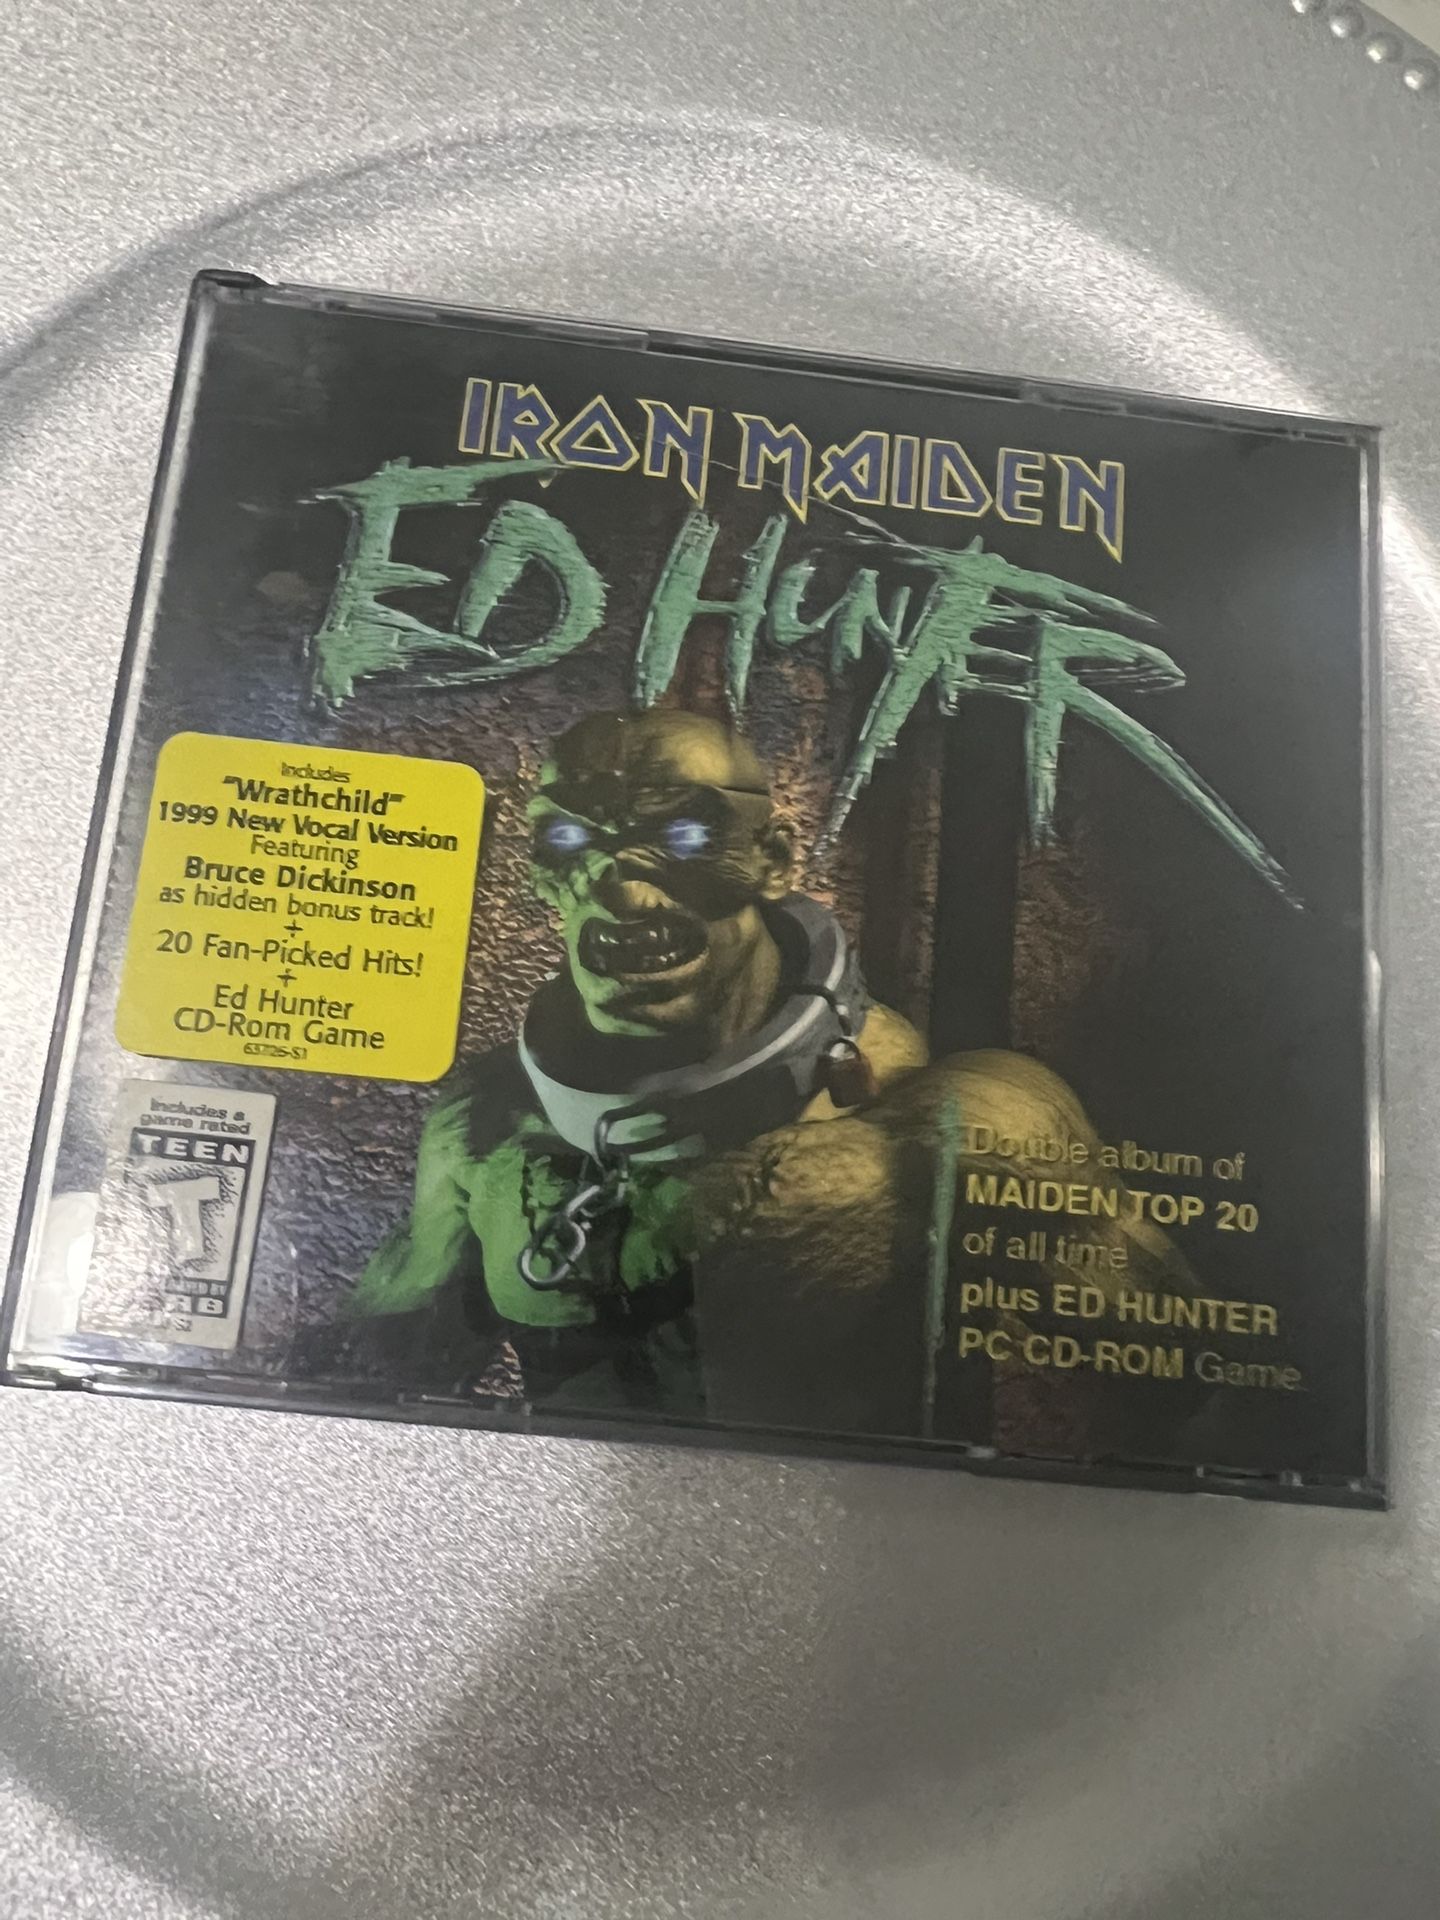 IRON MAIDEN
ED HUNTER
Includes
"Wrathchild"
1999 New Vocal Version
Featuring
Bruce Dickinson
as hidden bonus track!
+
20 Fan-Picked Hits!
+
Ed Hunter
CD-Rom Game
63726-S1
Includes a
game rated
TEEN
T
Double album of
MAIDEN TOP 20
of all time
plus ED HUNTER
PC CD-ROM Game